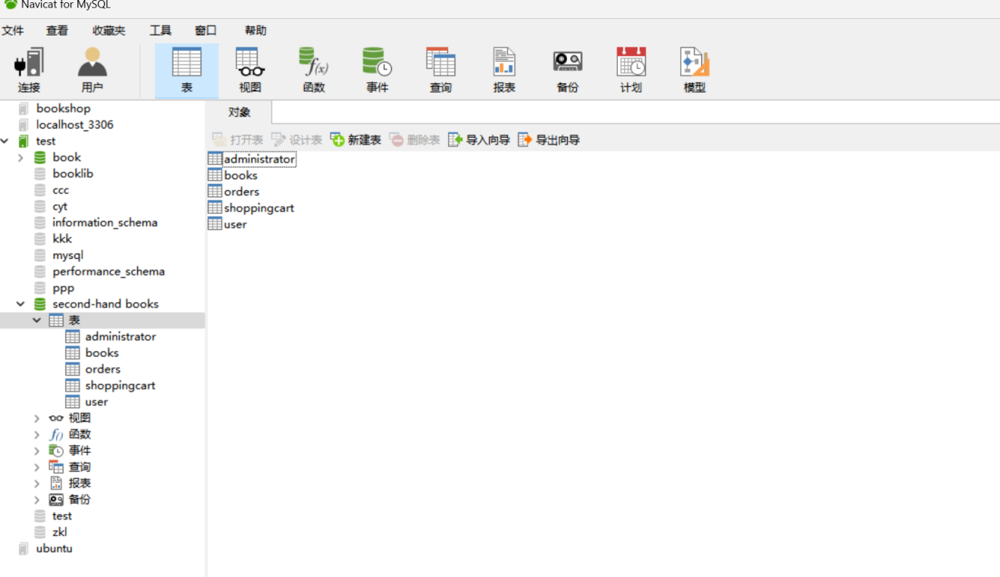 Navicat for MySQL
文件 查看 收藏夹 工具 窗口 帮助
连接 用户 表 视图 函数 事件 查询 报表 备份 计划 模型
bookshop
localhost_3306
test
book
booklib
ccc
cyt
information_schema
kkk
mysql
performance_schema
ppp
second-hand books
表
administrator
books
orders
shoppingcart
user
视图
函数
事件
查询
报表
备份
test
zkl
ubuntu
对象
打开表 设计表 新建表 删除表 导入向导 导出向导
administrator
books
orders
shoppingcart
user